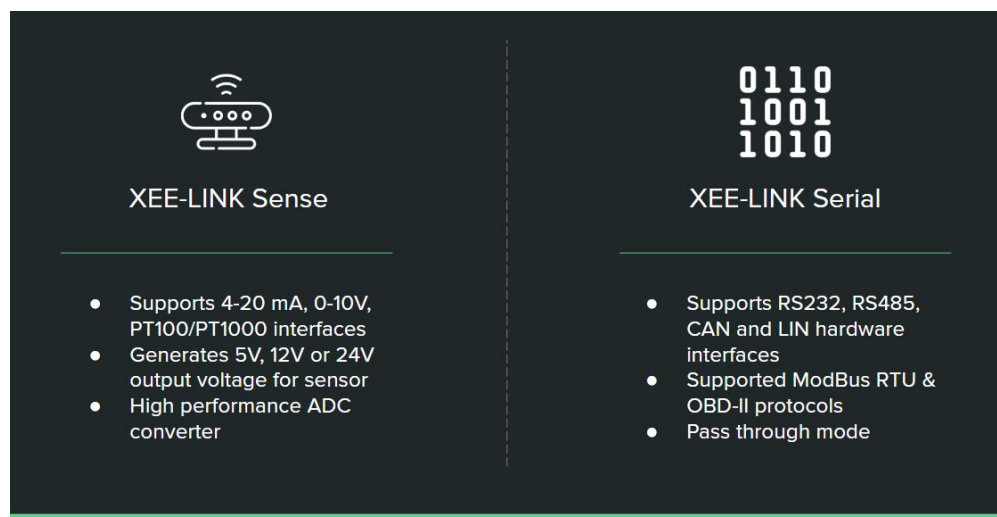 0110
1001
1010
XEE-LINK Sense
● Supports 4-20 mA, 0-10V,
PT100/PT1000 interfaces
● Generates 5V, 12V or 24V
output voltage for sensor
● High performance ADC
converter
XEE-LINK Serial
● Supports RS232, RS485,
CAN and LIN hardware
interfaces
● Supported ModBus RTU &
OBD-II protocols
● Pass through mode